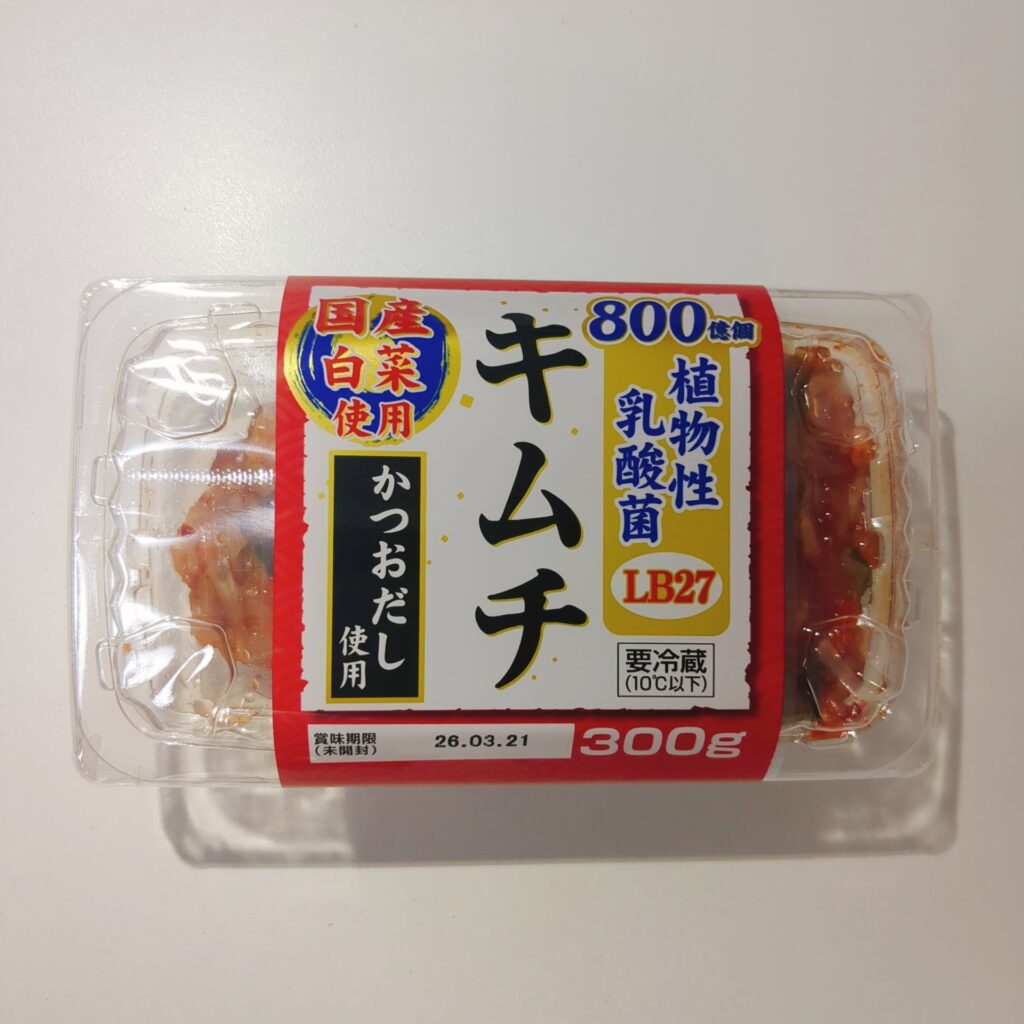 国産
白菜
使用
かつおだし
使用
キムチ
800億個
植物性
乳酸菌
LB27
要冷蔵
(10℃以下)
賞味期限
(未開封)
26.03.21
300g